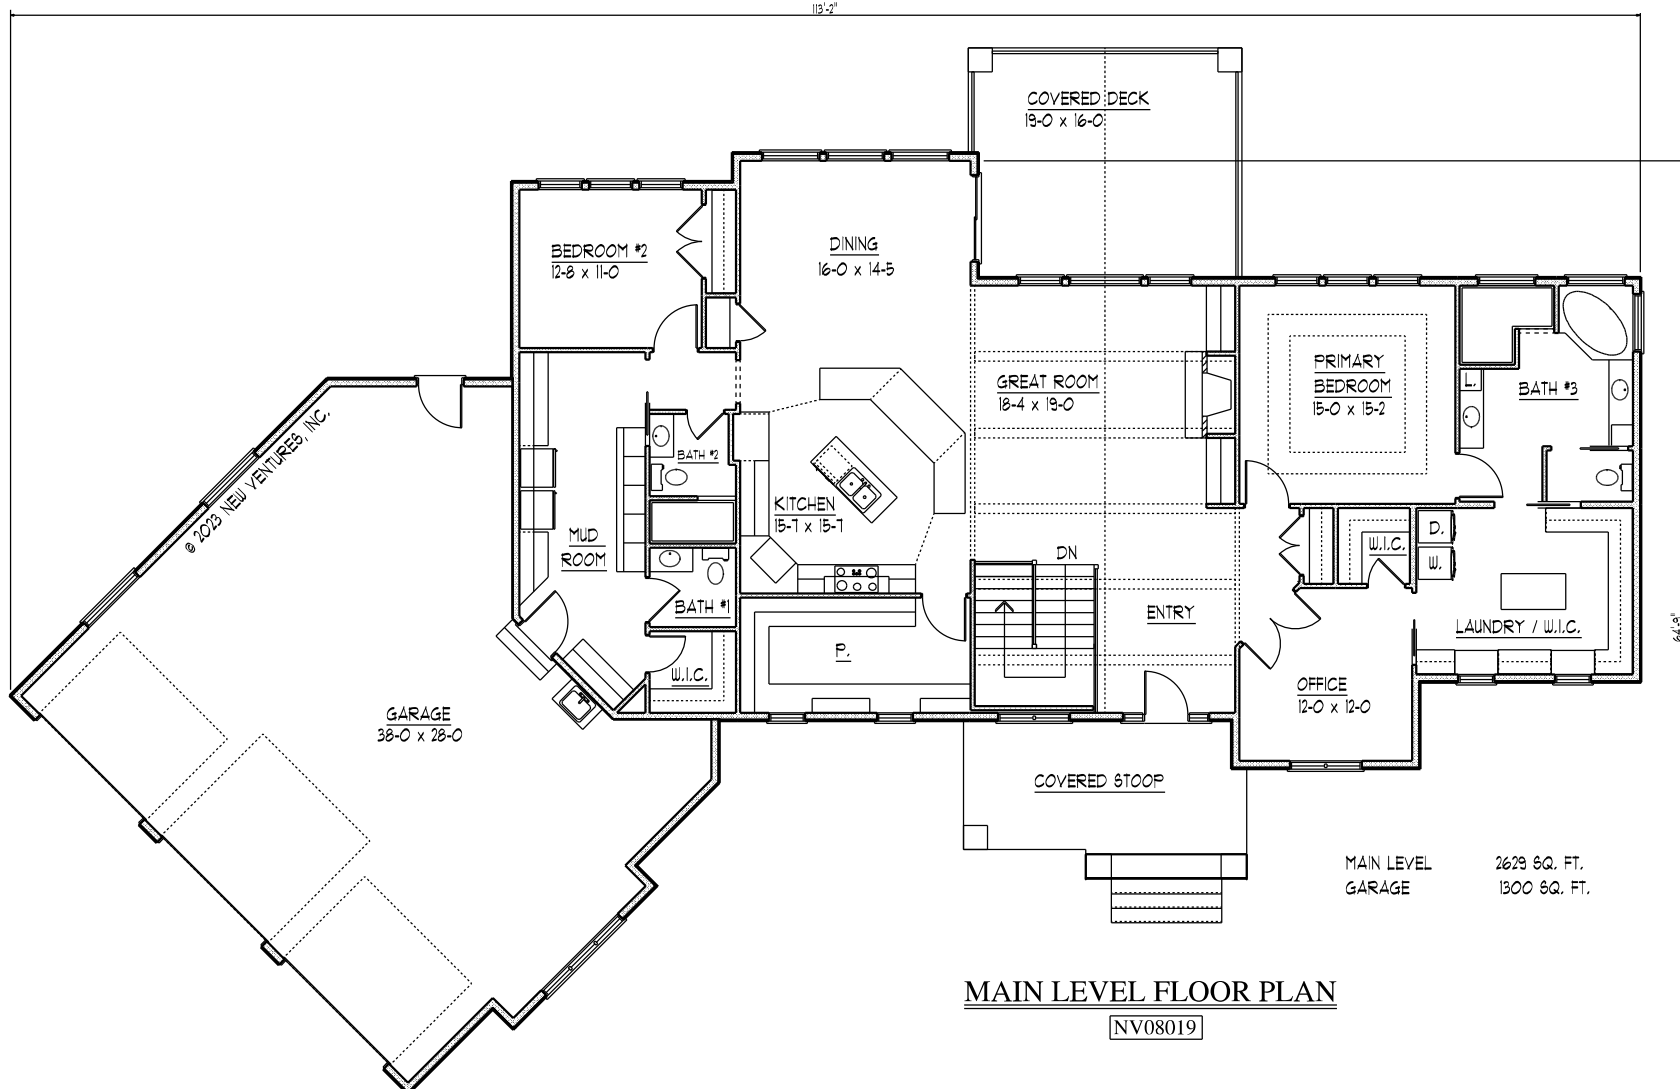 113'-2"
COVERED DECK
19-0 x 16-0
DINING
16-0 x 14-5
BEDROOM #2
12-8 x 11-0
GREAT ROOM
18-4 x 19-0
PRIMARY
BEDROOM
15-0 x 15-2
L.
BATH #3
© 2023 NEW VENTURES, INC.
BATH #2
KITCHEN
15-7 x 15-7
MUD
ROOM
DN
W.I.C.
D.
W.
BATH #1
ENTRY
LAUNDRY / W.I.C.
64'-9"
P.
W.I.C.
OFFICE
12-0 x 12-0
GARAGE
38-0 x 28-0
COVERED STOOP
MAIN LEVEL 2629 SQ. FT.
GARAGE 1300 SQ. FT.
MAIN LEVEL FLOOR PLAN
NV08019